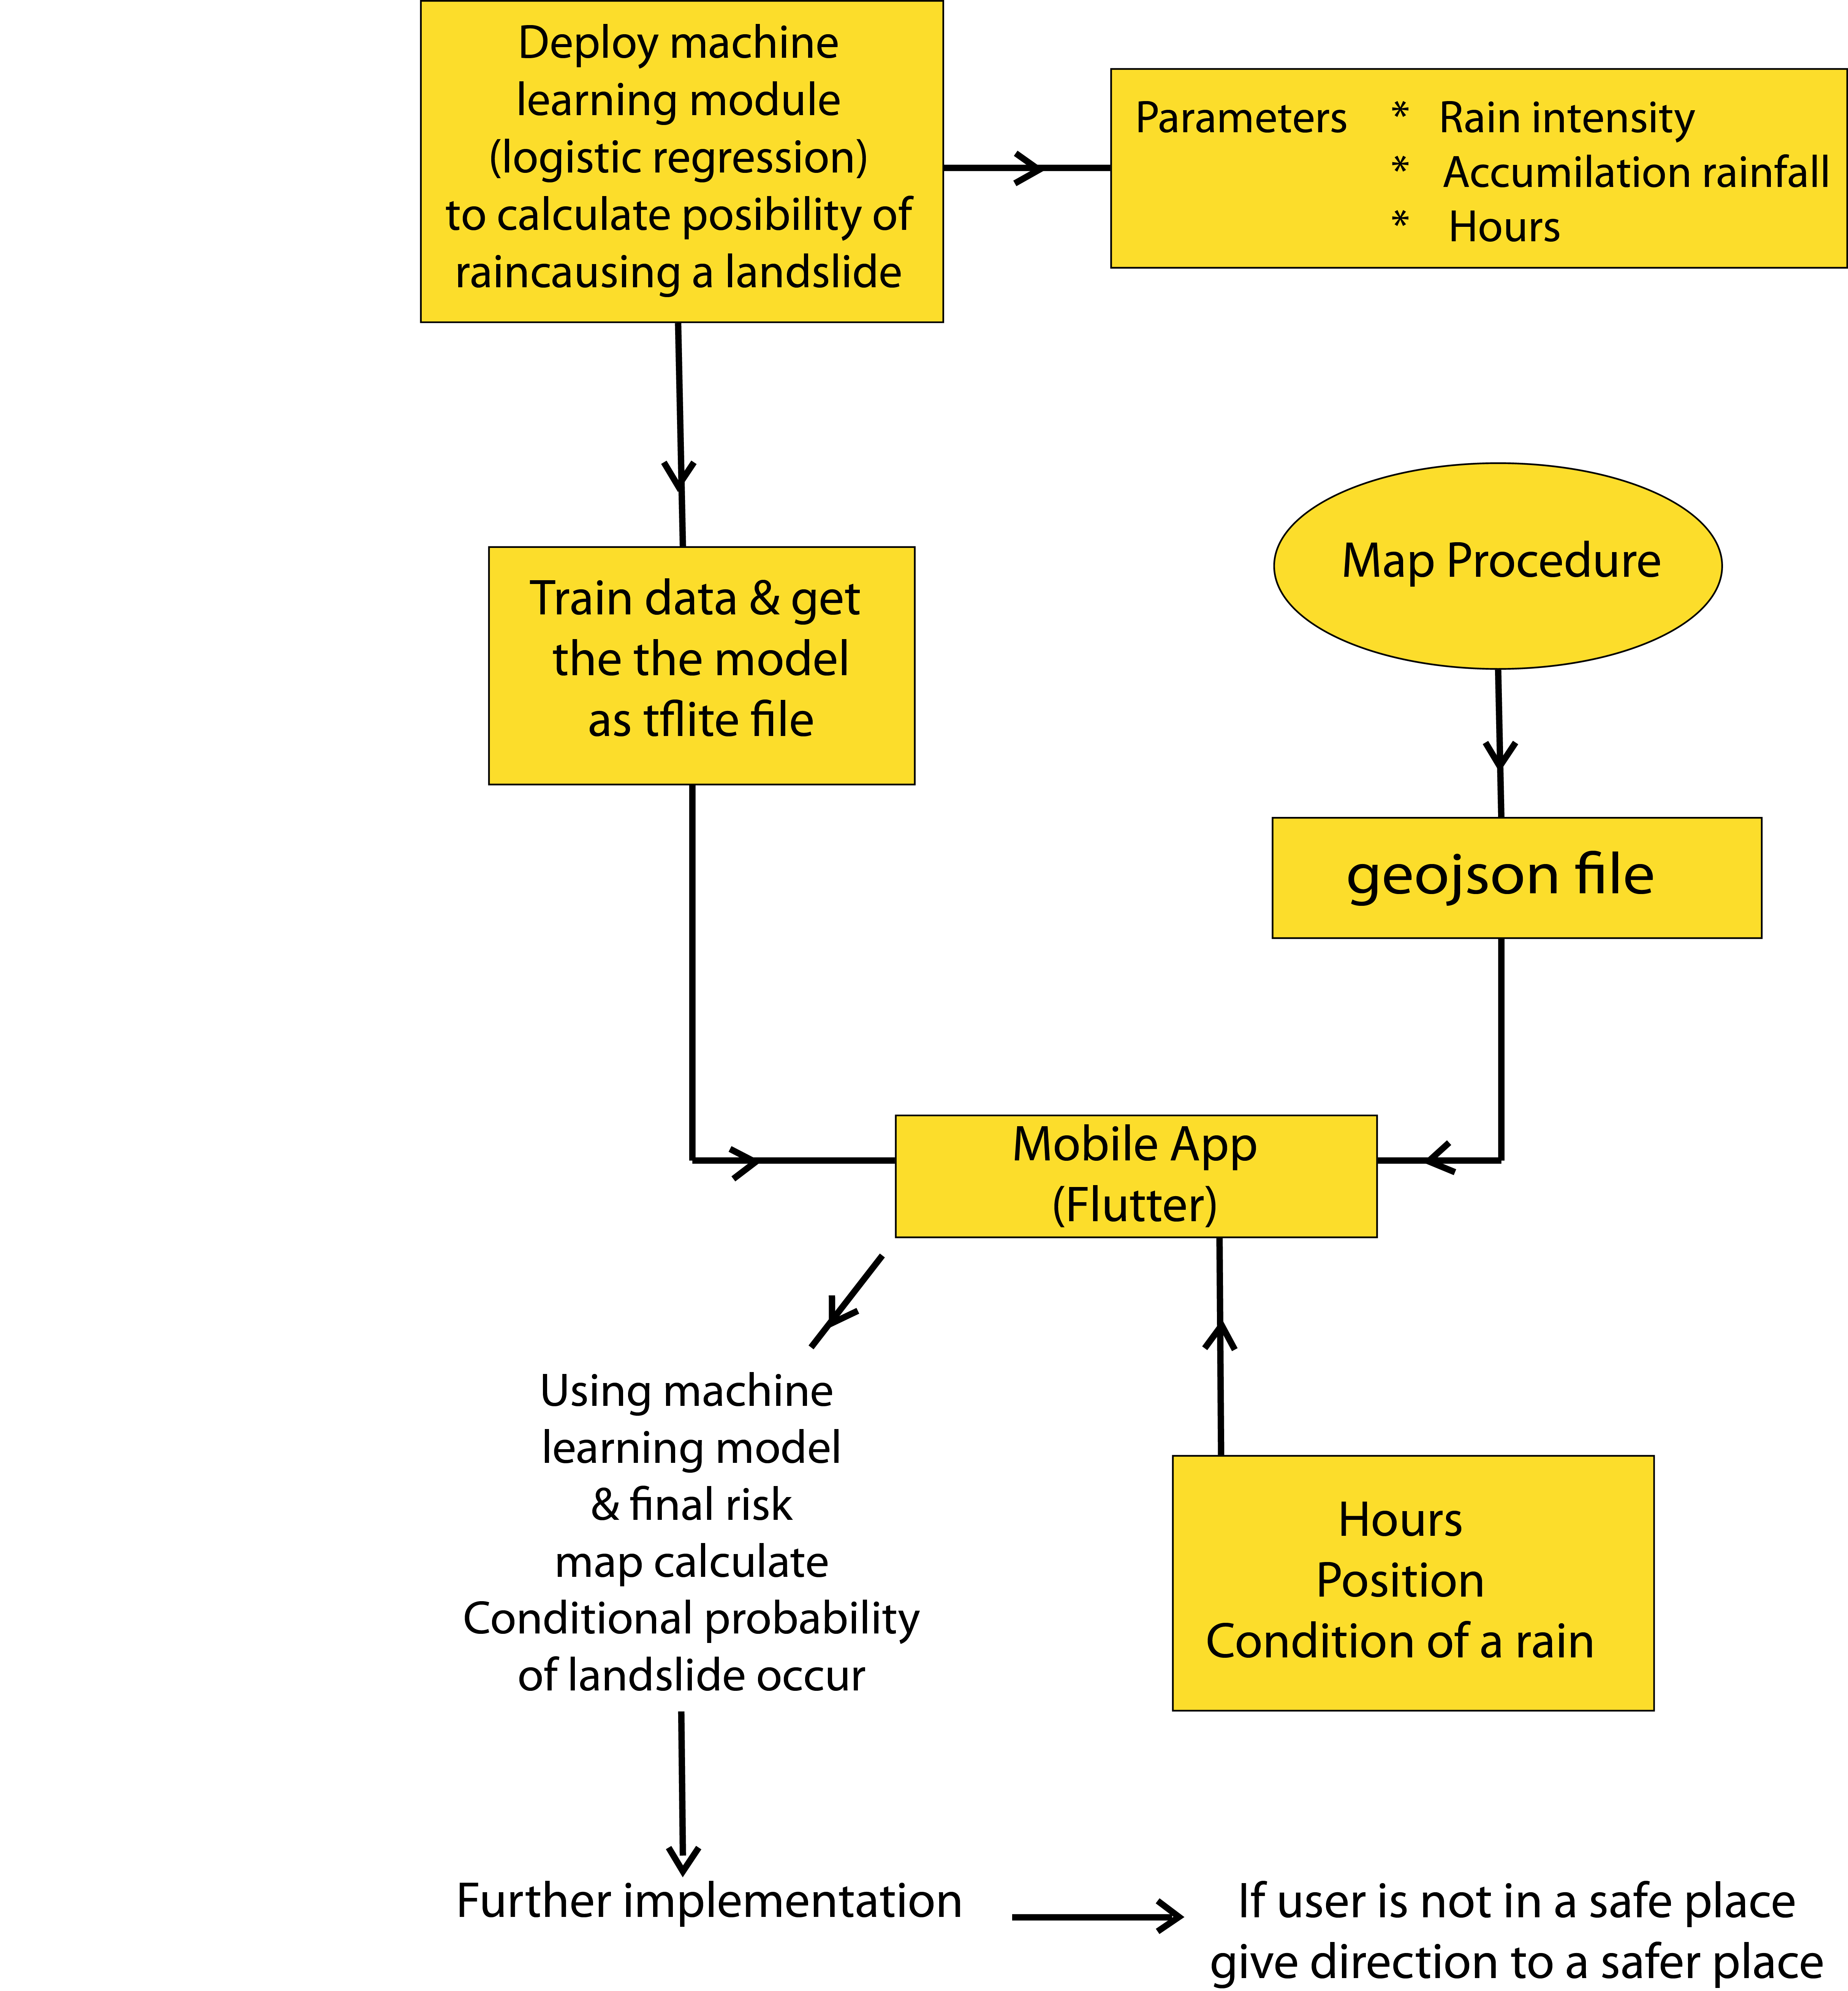 Deploy machine
learning module
(logistic regression)
to calculate posibility of
raincausing a landslide
Parameters * Rain intensity
* Accumilation rainfall
* Hours
Train data & get
the the model
as tflite file
Map Procedure
geojson file
Mobile App
(Flutter)
Using machine
learning model
& final risk
map calculate
Conditional probability
of landslide occur
Hours
Position
Condition of a rain
Further implementation
If user is not in a safe place
give direction to a safer place